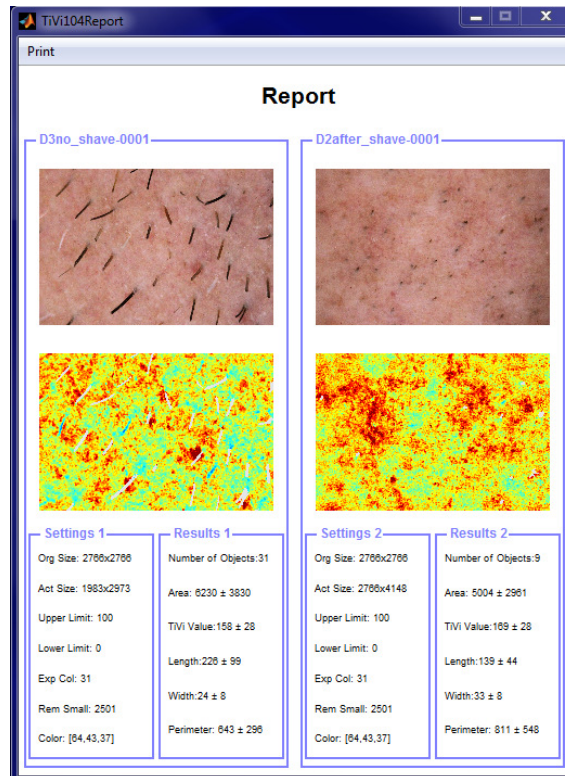 TiVi104Report
Print
Report
D3no_shave-0001
D2after_shave-0001
Settings 1
Org Size: 2766x2766
Act Size: 1983x2973
Upper Limit: 100
Lower Limit: 0
Exp Col: 31
Rem Small: 2501
Color: [64,43,37]
Results 1
Number of Objects:31
Area: 6230 ± 3830
TiVi Value:158 ± 28
Length:226 ± 99
Width:24 ± 8
Perimeter: 643 ± 296
Settings 2
Org Size: 2766x2766
Act Size: 2766x4148
Upper Limit: 100
Lower Limit: 0
Exp Col: 31
Rem Small: 2501
Color: [64,43,37]
Results 2
Number of Objects:9
Area: 5004 ± 2961
TiVi Value:169 ± 28
Length:139 ± 44
Width:33 ± 8
Perimeter: 811 ± 548